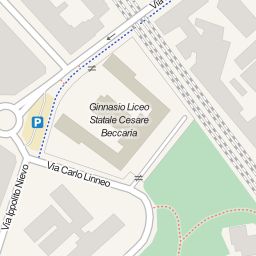 Via
Ginnasio Liceo
Statale Cesare
Beccaria
P
Via Carlo Linneo
Via Ippolito Nievo